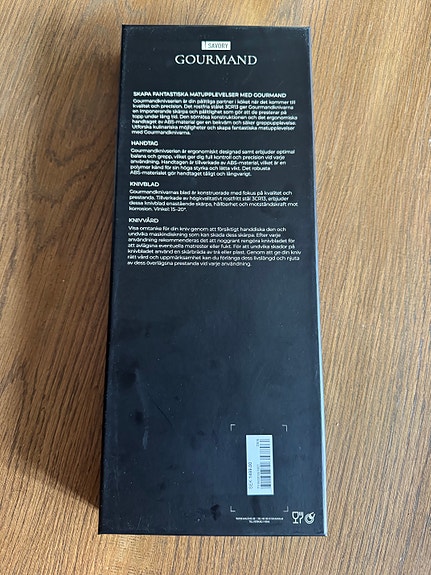 SAVORY
GOURMAND
SKAPA FANTASTISKA MATUPPLEVELSER MED GOURMAND
Gourmandknivserien är din pålitliga partner i köket när det kommer till
kvalitet och precision. Det rostfria stålet 3CR13 ger Gourmandknivarna
en imponerande skärpa och pålitlighet som gör att de presterar på
topp under lång tid. Den sömlösa konstruktionen och det ergonomiska
handtaget av ABS-material ger en bekväm och säker greppupplevelse.
Utforska kulinariska möjligheter och skapa fantastiska matupplevelser
med Gourmandknivarna.
HANDTAG
Gourmandknivserien är ergonomiskt designad samt erbjuder optimal
balans och grepp, vilket ger dig full kontroll och precision vid varje
användning. Handtagen är tillverkade av ABS-material, vilket är en
polymer känd för sin höga styrka och lätta vikt. Det robusta
ABS-materialet gör handtaget tåligt och långvarigt.
KNIVBLAD
Gourmandknivarnas blad är konstruerade med fokus på kvalitet och
prestanda. Tillverkade av högkvalitativt rostfritt stål 3CR13, erbjuder
dessa knivblad enastående skärpa, hållbarhet och motståndskraft mot
korrosion. Vinkel: 15-20°.
KNIVVÅRD
Visa omtanke för din kniv genom att försiktigt handdiska den och
undvika maskindiskning som kan skada dess skärpa. Efter varje
användning rekommenderas det att noggrant rengöra knivbladet för
att avlägsna eventuella matrester eller fukt. För att undvika skador på
knivbladet använd en skärbräda av trä eller plast. Genom att ge din kniv
rätt vård och uppmärksamhet kan du förlänga dess livslängd och njuta
av dess överlägsna prestanda vid varje användning.